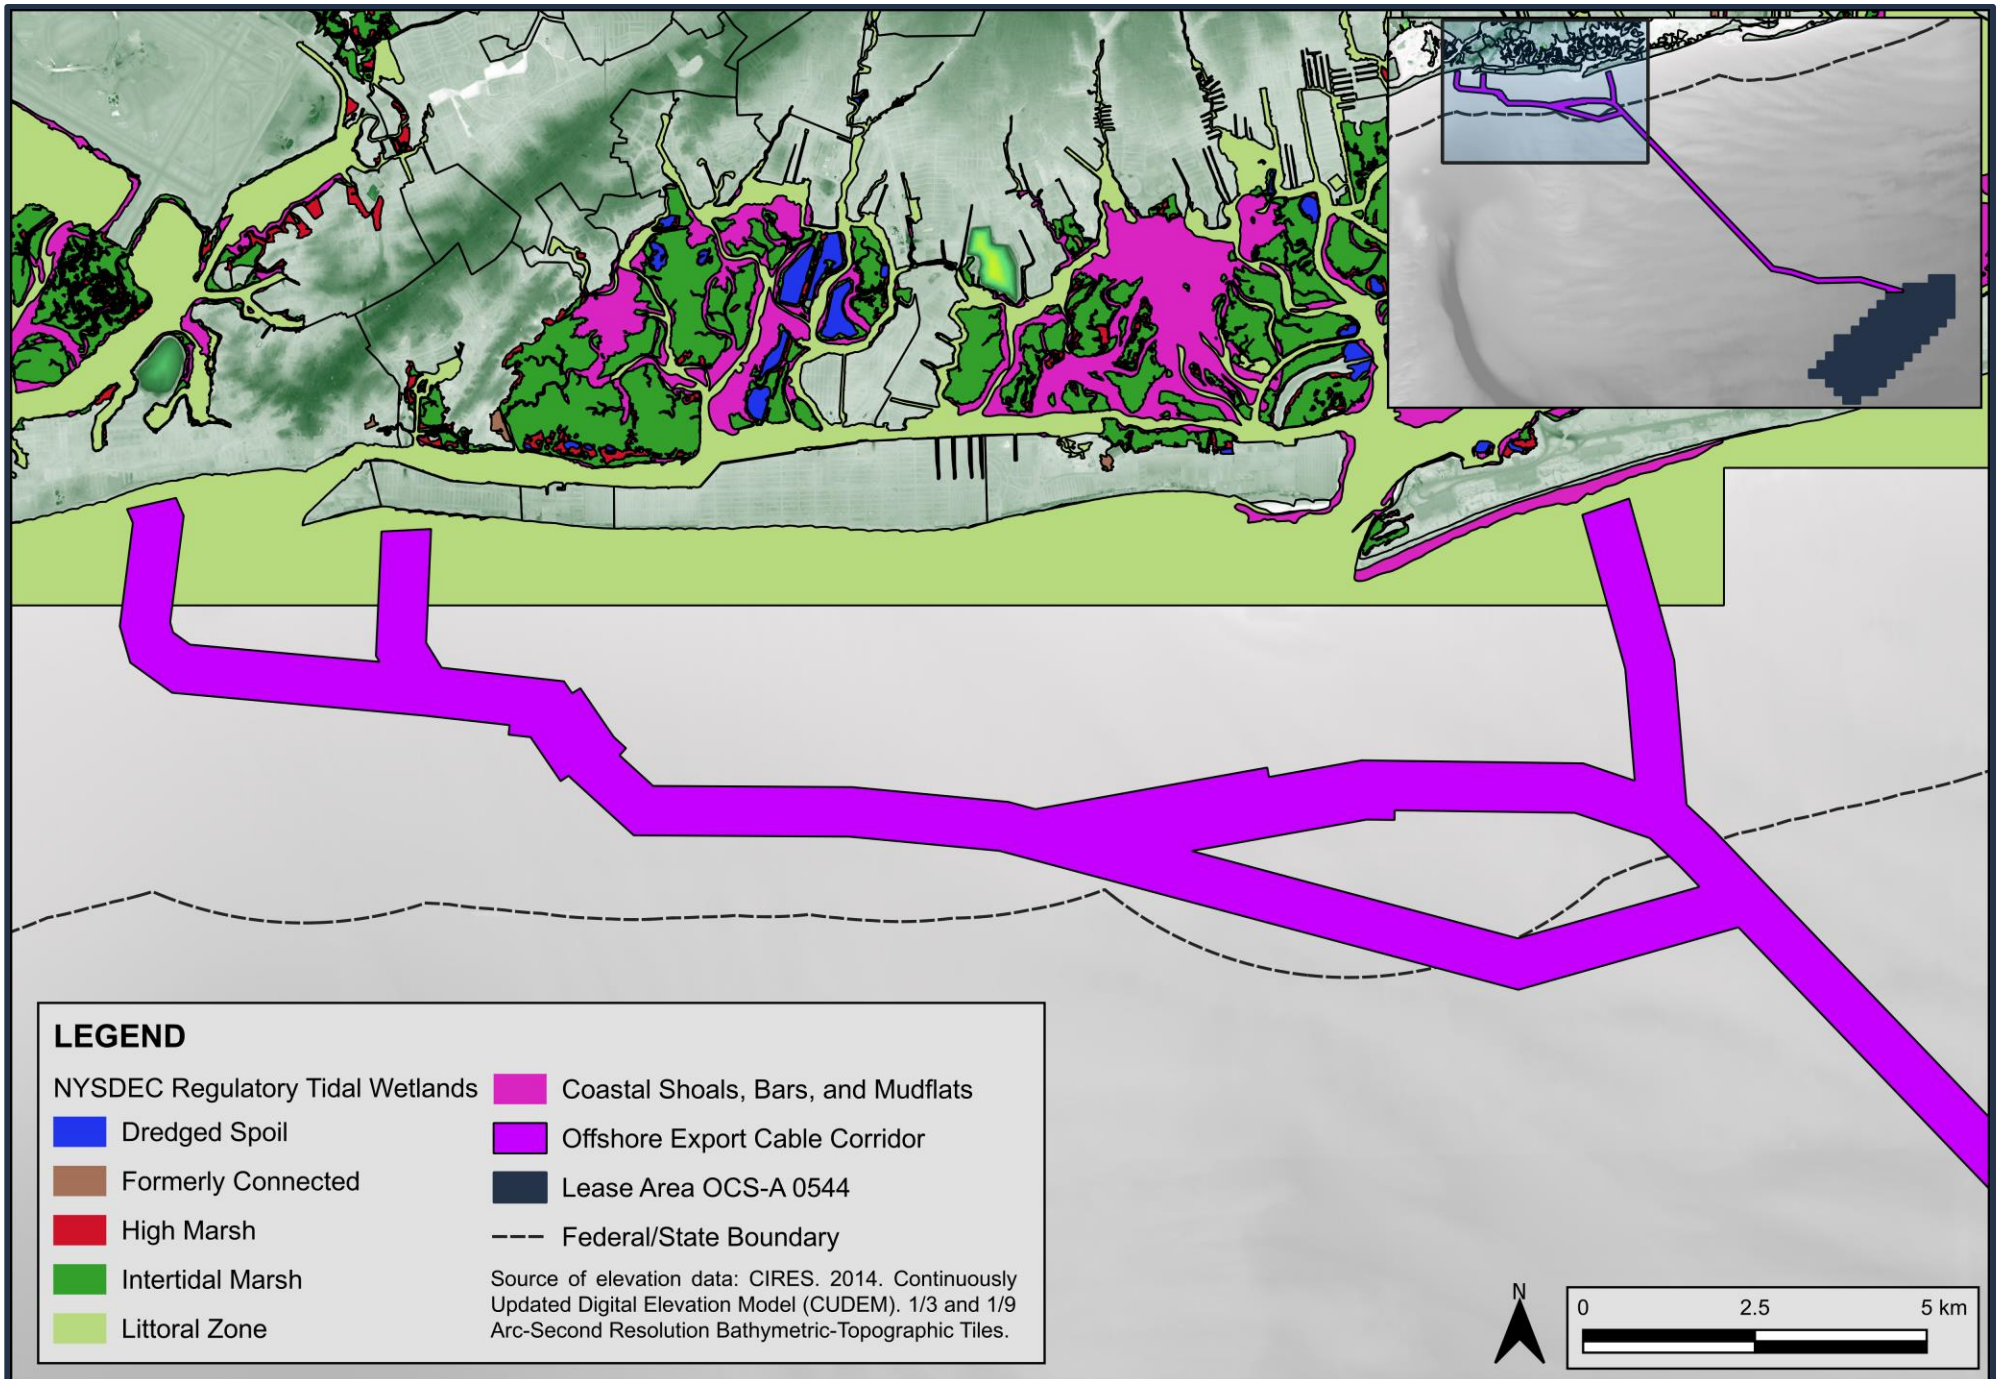 LEGEND
NYSDEC Regulatory Tidal Wetlands
Dredged Spoil
Formerly Connected
High Marsh
Intertidal Marsh
Littoral Zone
Coastal Shoals, Bars, and Mudflats
Offshore Export Cable Corridor
Lease Area OCS-A 0544
Federal/State Boundary
Source of elevation data: CIRES. 2014. Continuously
Updated Digital Elevation Model (CUDEM). 1/3 and 1/9
Arc-Second Resolution Bathymetric-Topographic Tiles.
N
0 2.5 5 km